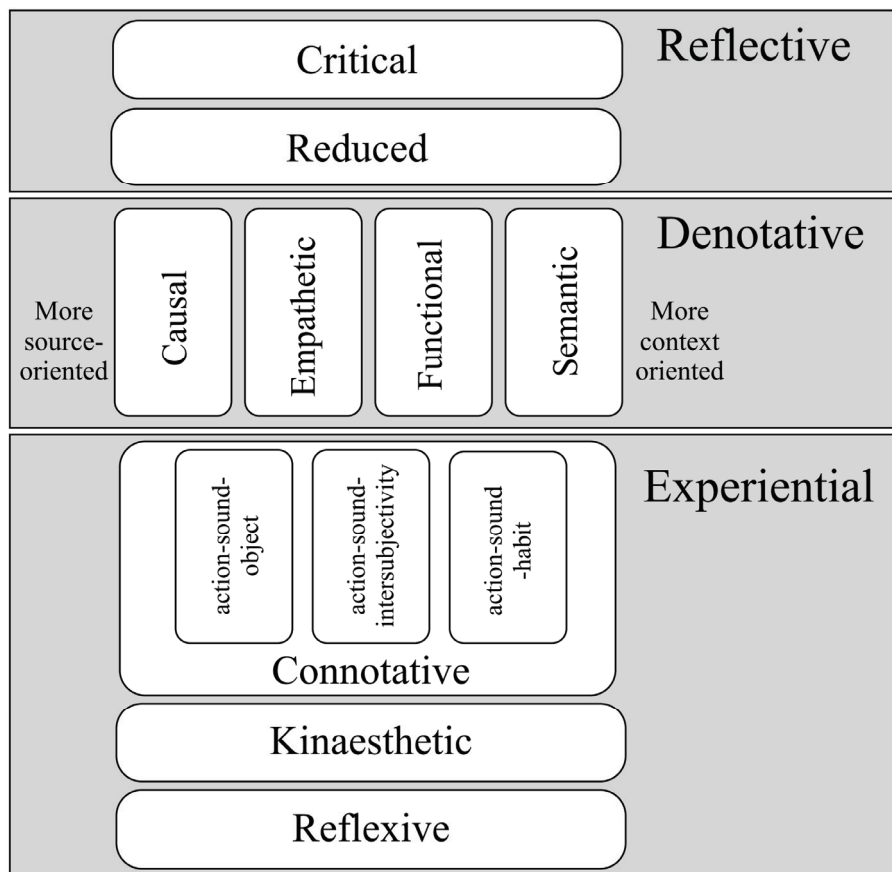 Reflective
Critical
Reduced
Denotative
More
source-
oriented
Causal
Empathetic
Functional
Semantic
More
context
oriented
Experiential
action-sound-
object
action-sound-
intersubjectivity
action-sound
-habit
Connotative
Kinaesthetic
Reflexive